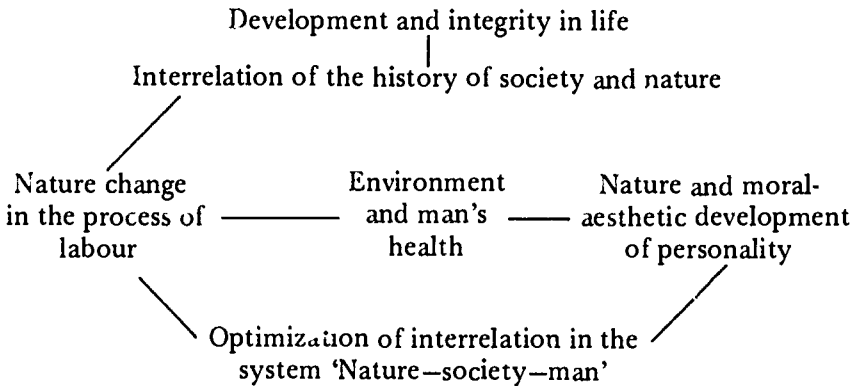 Development and integrity in life
Interrelation of the history of society and nature
Nature change
in the process of
labour
Environment
and man's
health
Nature and moral-
aesthetic development
of personality
Optimization of interrelation in the
system ‘Nature—society—man’